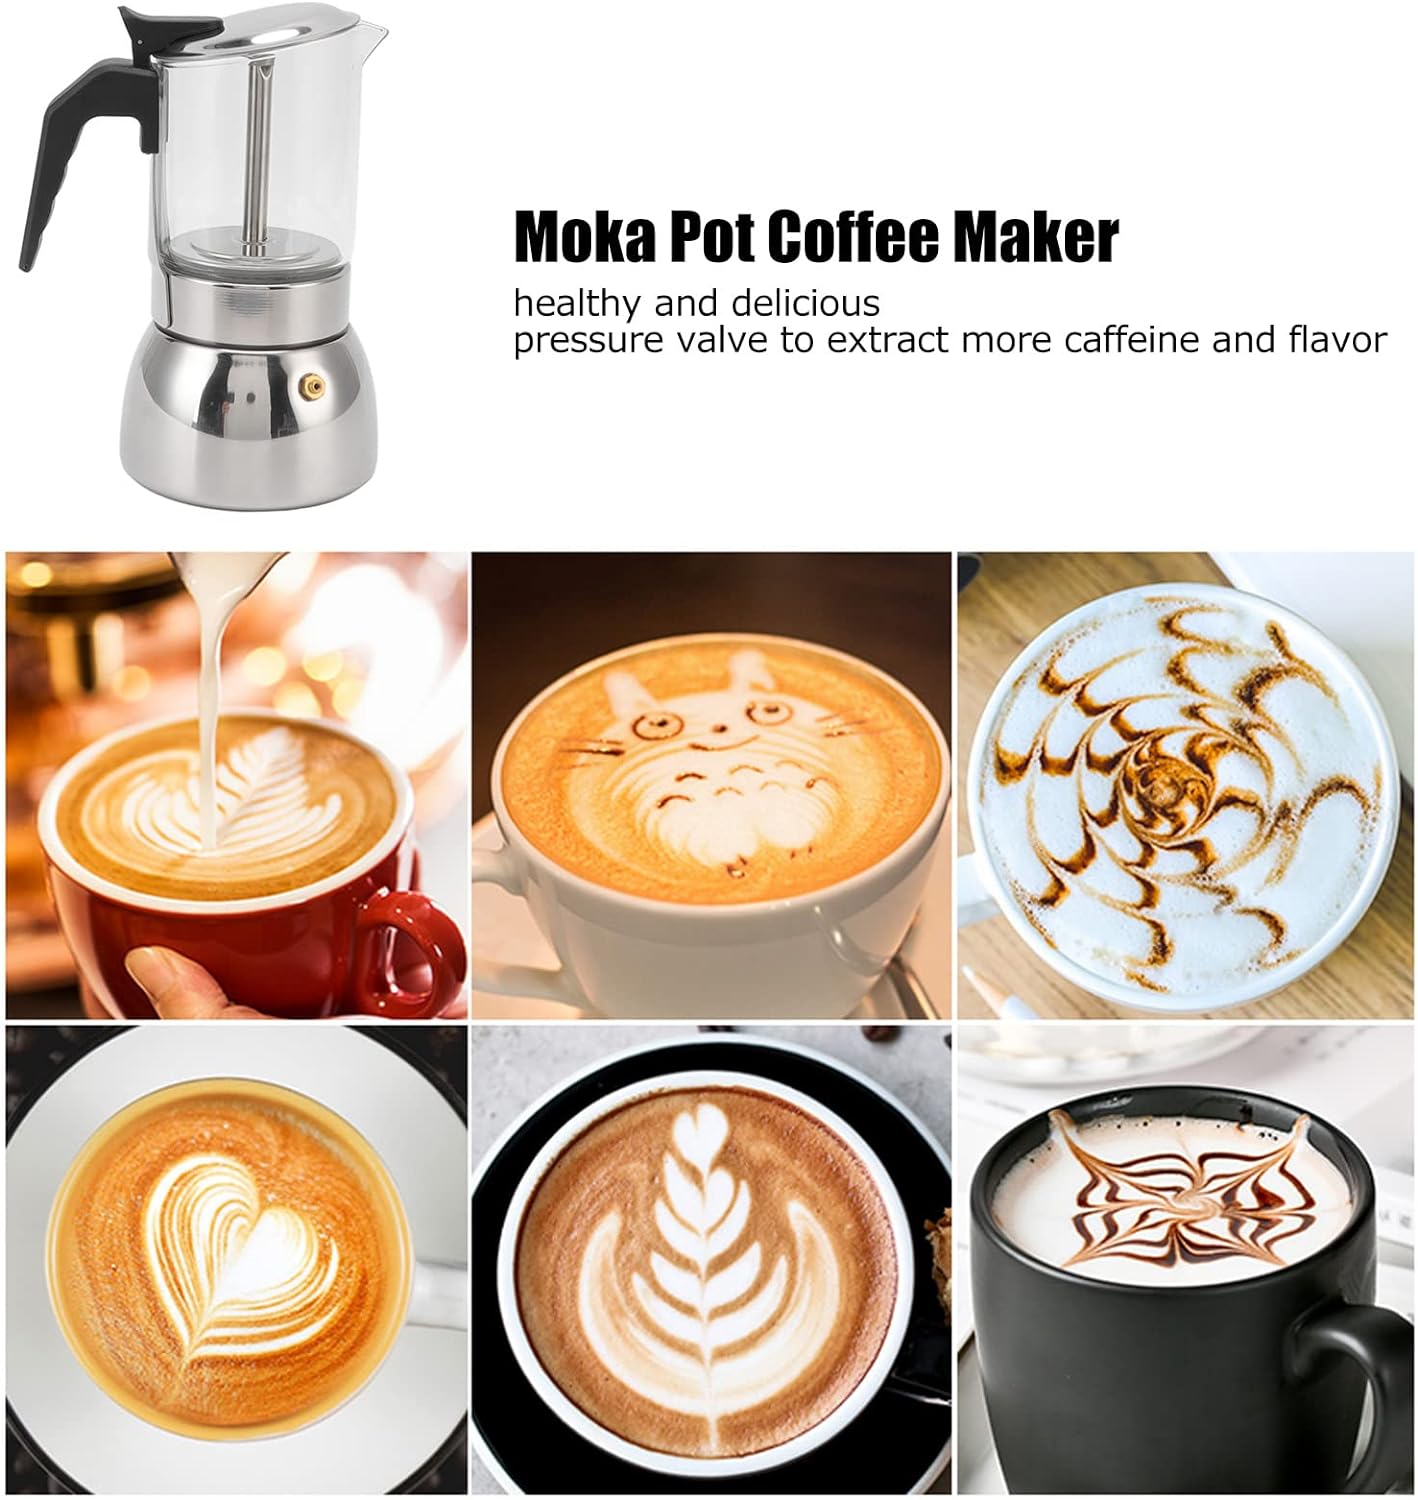 Moka Pot Coffee Maker
healthy and delicious
pressure valve to extract more caffeine and flavor